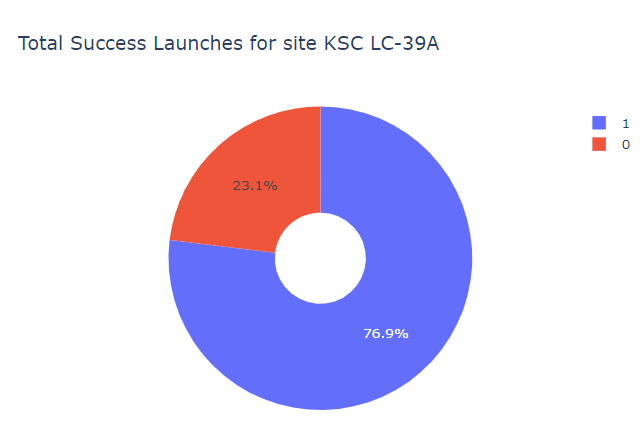 Total Success Launches for site KSC LC-39A
1
0
23.1%
76.9%